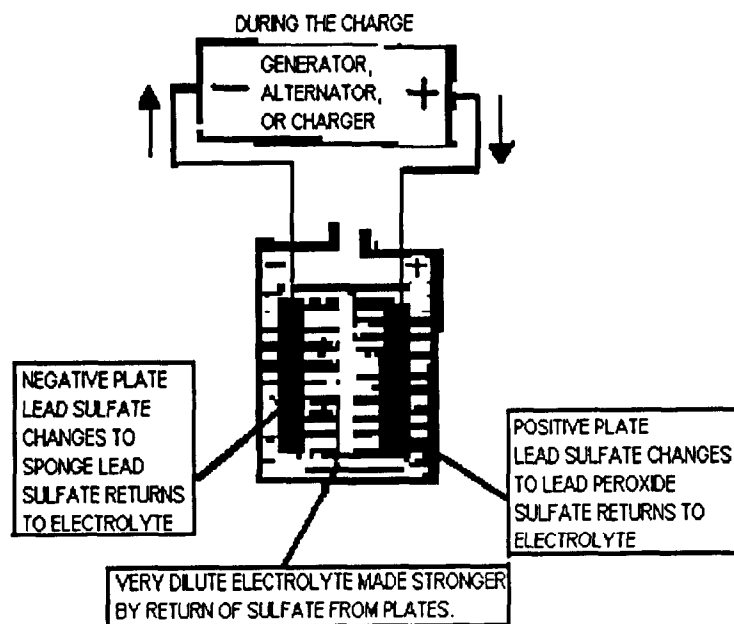 DURING THE CHARGE
GENERATOR,
ALTERNATOR,
OR CHARGER
− +
− +
NEGATIVE PLATE
LEAD SULFATE
CHANGES TO
SPONGE LEAD
SULFATE RETURNS
TO ELECTROLYTE
POSITIVE PLATE
LEAD SULFATE CHANGES
TO LEAD PEROXIDE
SULFATE RETURNS TO
ELECTROLYTE
VERY DILUTE ELECTROLYTE MADE STRONGER
BY RETURN OF SULFATE FROM PLATES.